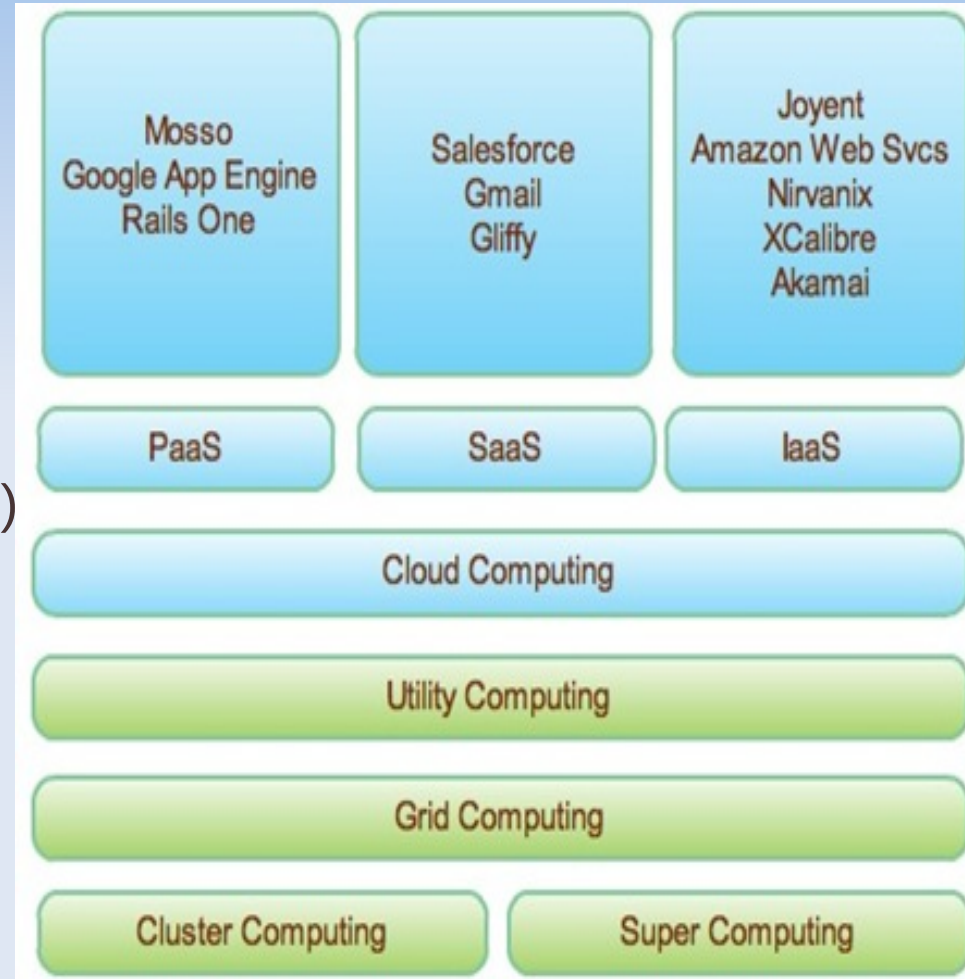 Mosso
Google App Engine
Rails One
Salesforce
Gmail
Gliffy
Joyent
Amazon Web Svcs
Nirvanix
XCalibre
Akamai
PaaS
SaaS
IaaS
)
Cloud Computing
Utility Computing
Grid Computing
Cluster Computing
Super Computing